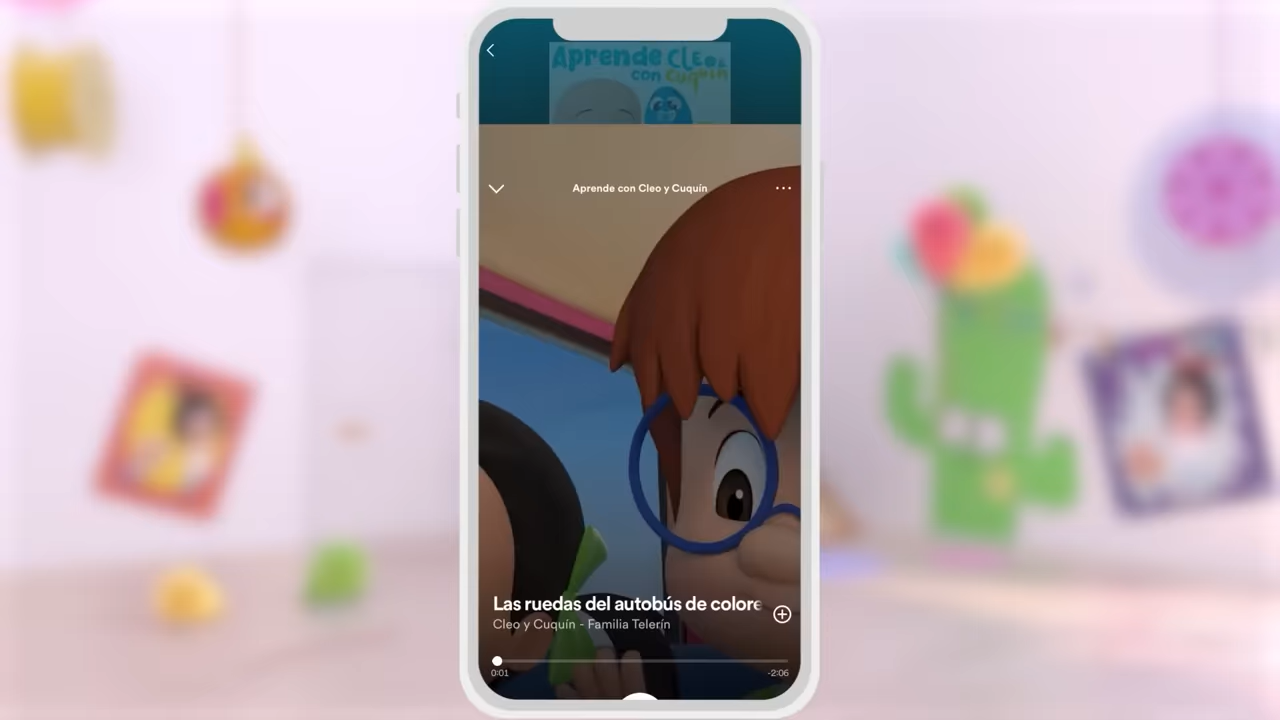 Aprende Cleo &
con Cuquín
Aprende con Cleo y Cuquín
Las ruedas del autobús de colore
Cleo y Cuquín - Familia Telerín
0:01
-2:06